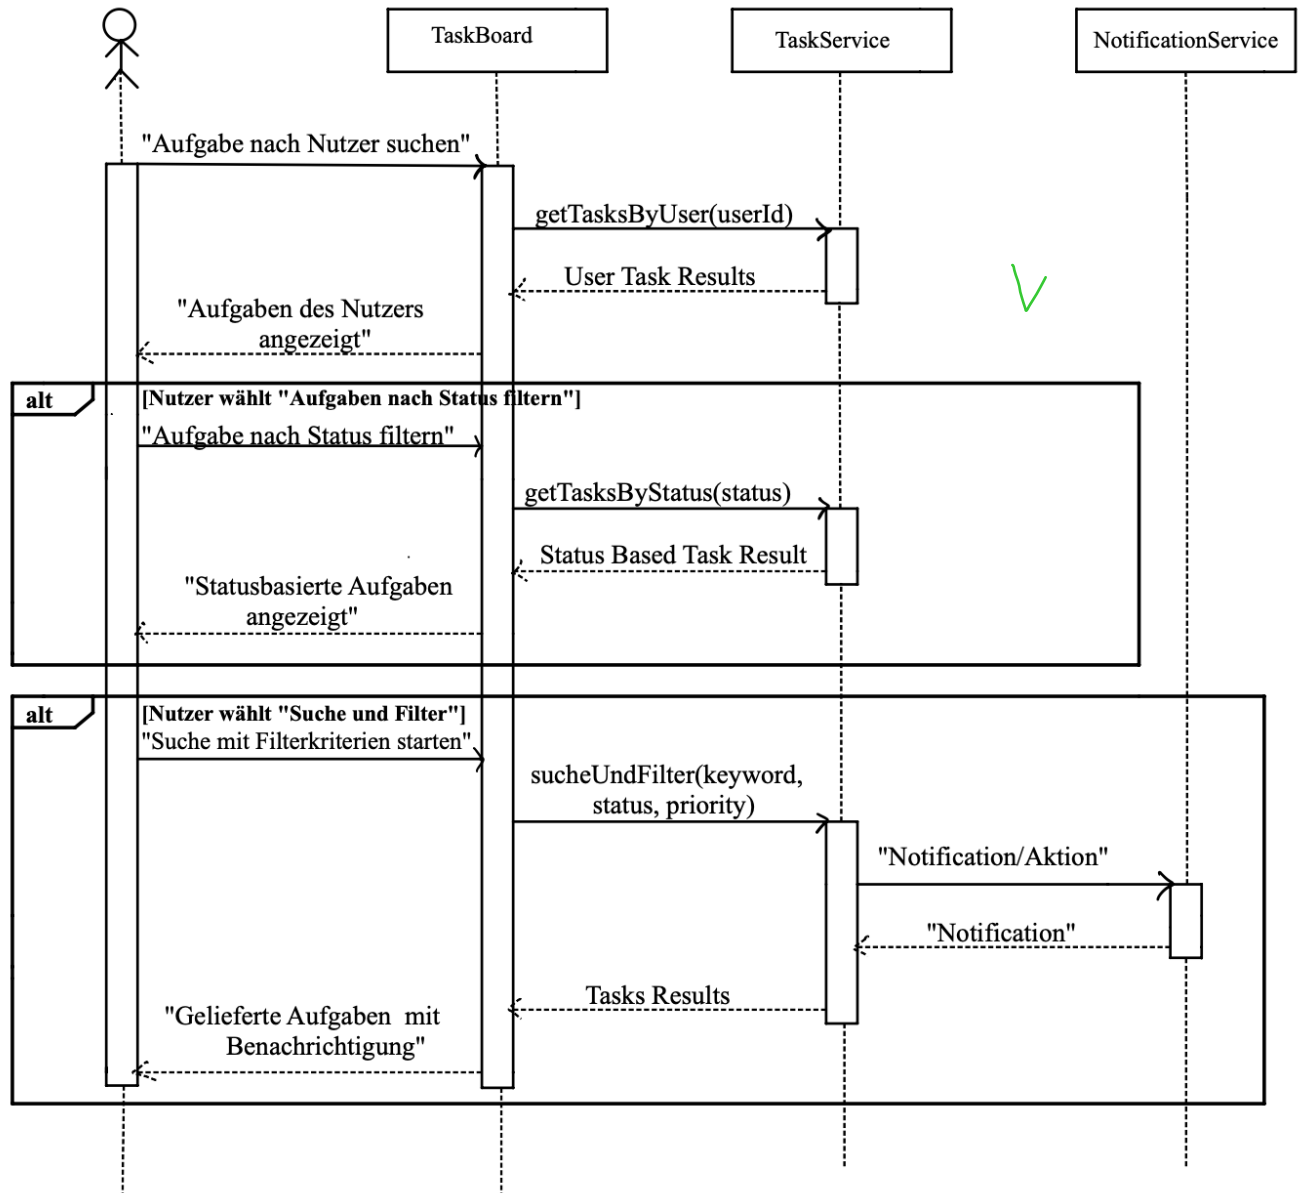 TaskBoard
TaskService
NotificationService
"Aufgabe nach Nutzer suchen"
getTasksByUser(userId)
User Task Results
"Aufgaben des Nutzers
angezeigt"
alt
[Nutzer wählt "Aufgaben nach Status filtern"]
"Aufgabe nach Status filtern"
getTasksByStatus(status)
Status Based Task Result
"Statusbasierte Aufgaben
angezeigt"
alt
[Nutzer wählt "Suche und Filter"]
"Suche mit Filterkriterien starten"
sucheUndFilter(keyword,
status, priority)
"Notification/Aktion"
"Notification"
Tasks Results
"Gelieferte Aufgaben mit
Benachrichtigung"